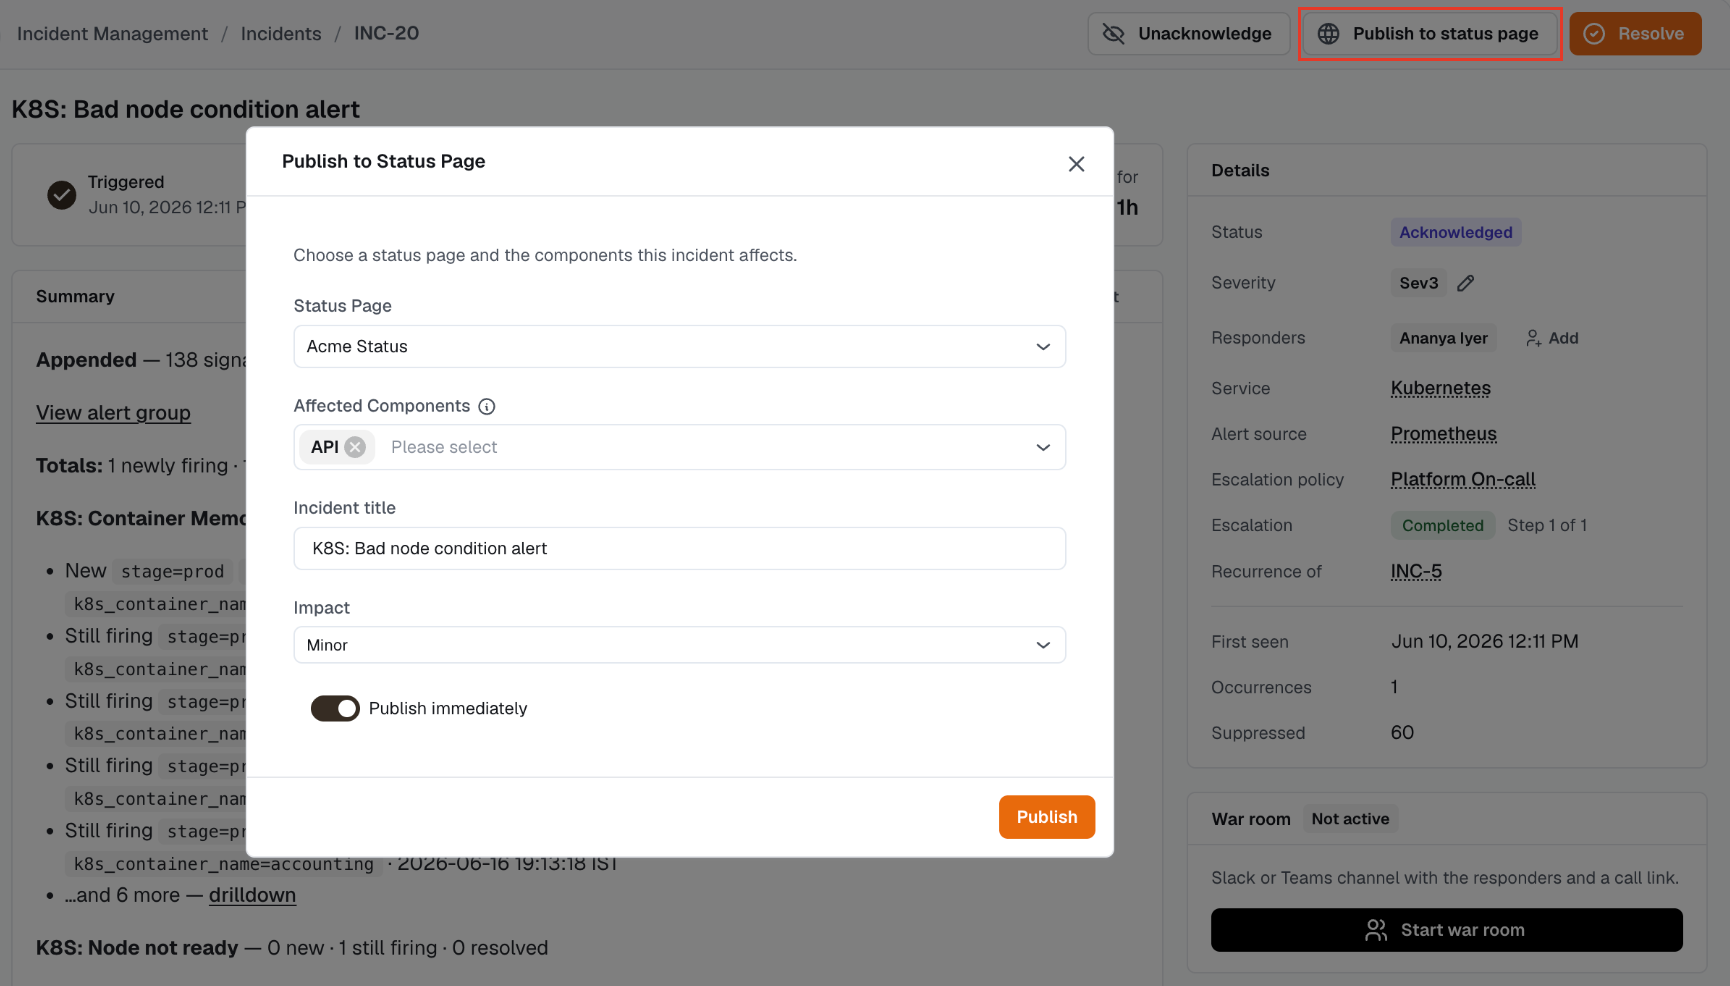 Incident Management / Incidents / INC-20
Unacknowledge
Publish to status page
Resolve
K8S: Bad node condition alert
Triggered
Jun 10, 2026 12:11 P
for
1h
Summary
Appended — 138 signa
View alert group
Totals: 1 newly firing ·
K8S: Container Memo
New stage=prod
k8s_container_nam
Still firing stage=pr
k8s_container_nam
Still firing stage=pr
k8s_container_nam
Still firing stage=pr
k8s_container_nam
Still firing stage=pr
k8s_container_name=accounting · 2026-06-16 19:13:18 IST
...and 6 more — drilldown
K8S: Node not ready — 0 new · 1 still firing · 0 resolved
Publish to Status Page
Choose a status page and the components this incident affects.
Status Page
Acme Status
Affected Components
API Please select
Incident title
K8S: Bad node condition alert
Impact
Minor
Publish immediately
Publish
Details
Status Acknowledged
Severity Sev3
Responders Ananya Iyer Add
Service Kubernetes
Alert source Prometheus
Escalation policy Platform On-call
Escalation Completed Step 1 of 1
Recurrence of INC-5
First seen Jun 10, 2026 12:11 PM
Occurrences 1
Suppressed 60
War room Not active
Slack or Teams channel with the responders and a call link.
Start war room